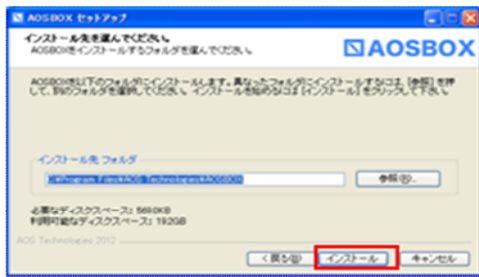 AOSBOX セットアップ
インストール先を選んでください。
AOSBOXをインストールするフォルダを選んでください。
AOSBOX
AOSBOXを以下のフォルダにインストールします。異なったフォルダにインストールするには、[参照] を押
して、別のフォルダを選択してください。 インストールを始めるには [インストール] をクリックして下さい。
インストール先 フォルダ
C:¥Program Files¥AOS Technologies¥AOSBOX
参照(R)...
必要なディスクスペース: 569.0KB
利用可能なディスクスペース: 19.2GB
AOS Technologies 2012
< 戻る(B)
インストール
キャンセル